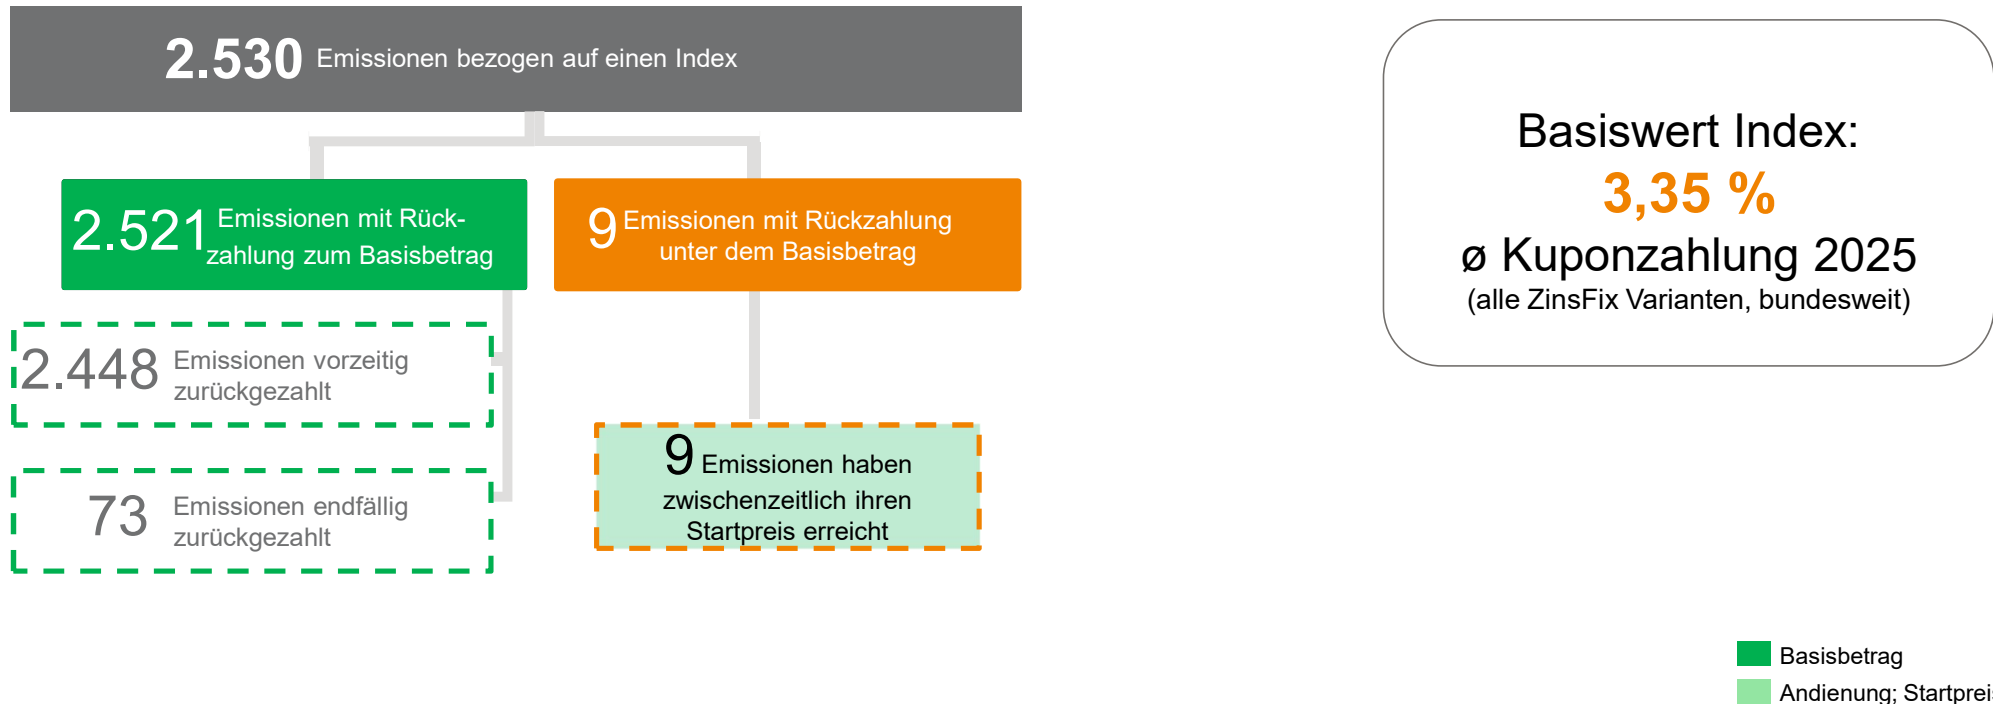 2.530 Emissionen bezogen auf einen Index
2.521 Emissionen mit Rück-
zahlung zum Basisbetrag
9 Emissionen mit Rückzahlung
unter dem Basisbetrag
2.448 Emissionen vorzeitig
zurückgezahlt
73 Emissionen endfällig
zurückgezahlt
9 Emissionen haben
zwischenzeitlich ihren
Startpreis erreicht
Basiswert Index:
3,35 %
ø Kuponzahlung 2025
(alle ZinsFix Varianten, bundesweit)
Basisbetrag
Andienung; Startpreis